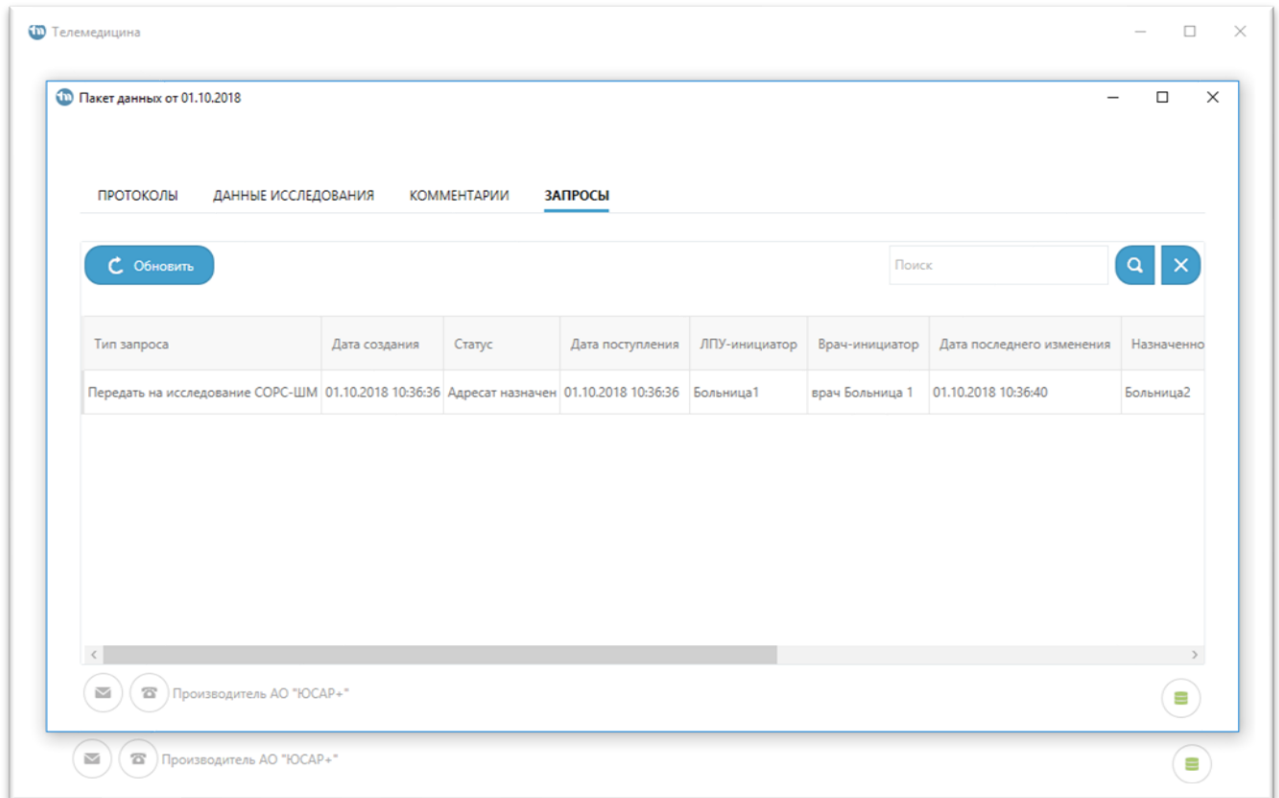 Телемедицина
Пакет данных от 01.10.2018
ПРОТОКОЛЫ ДАННЫЕ ИССЛЕДОВАНИЯ КОММЕНТАРИИ ЗАПРОСЫ
Обновить Поиск
Тип запроса Дата создания Статус Дата поступления ЛПУ-инициатор Врач-инициатор Дата последнего изменения Назначенно
Передать на исследование СОРС-ШМ 01.10.2018 10:36:36 Адресат назначен 01.10.2018 10:36:36 Больница1 врач Больница 1 01.10.2018 10:36:40 Больница2
Производитель АО "ЮСАР+"
Производитель АО "ЮСАР+"